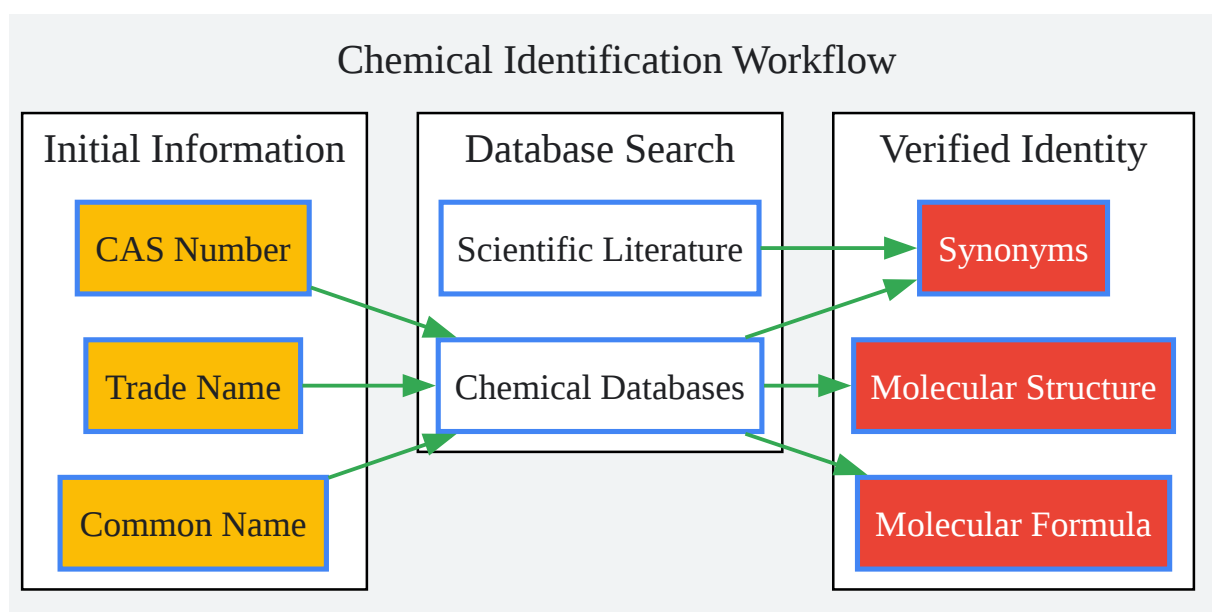 Chemical Identification Workflow
Initial Information
CAS Number
Trade Name
Common Name
Database Search
Scientific Literature
Chemical Databases
Verified Identity
Synonyms
Molecular Structure
Molecular Formula